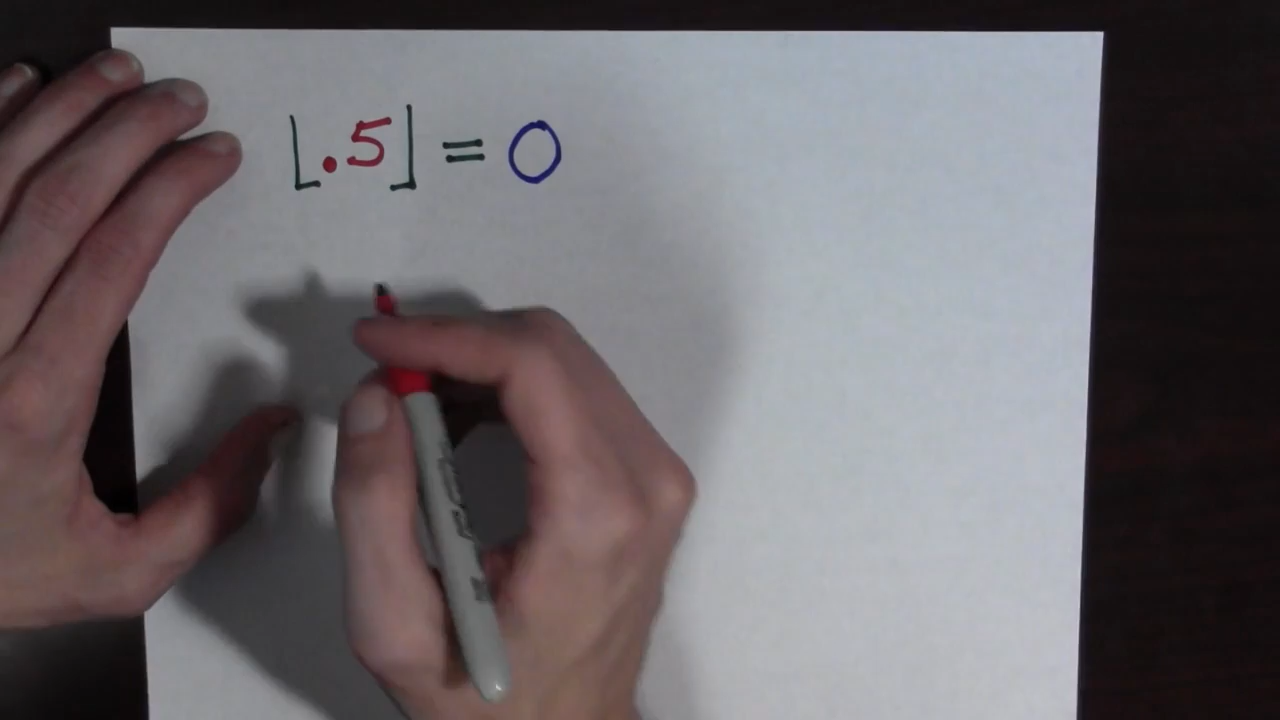 ⌊.5⌋ = 0